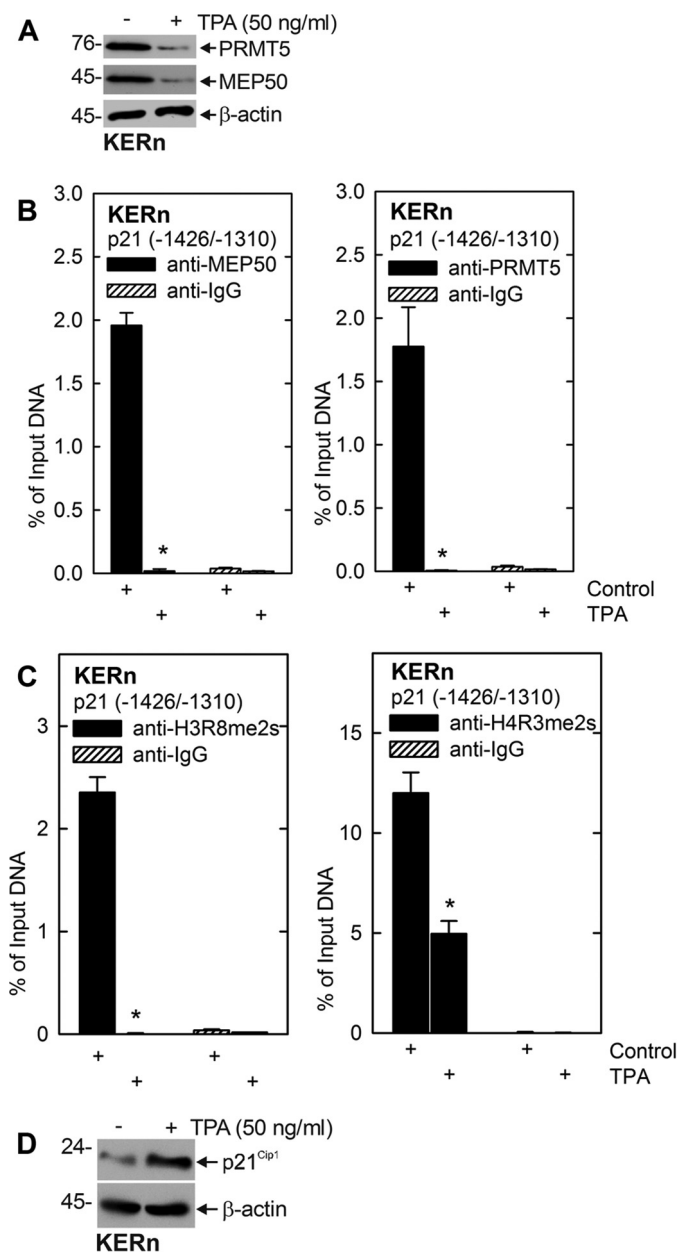 A
- + TPA (50 ng/ml)
76- PRMT5
45- MEP50
45- β-actin
KERn
B
3.0
2.5
2.0
1.5
1.0
0.5
0.0
% of Input DNA
KERn
p21 (-1426/-1310)
anti-MEP50
anti-IgG
*
+ +
+ +
3.0
2.5
2.0
1.5
1.0
0.5
0.0
% of Input DNA
KERn
p21 (-1426/-1310)
anti-PRMT5
anti-IgG
*
+ + Control
+ + TPA
C
3
2
1
0
% of Input DNA
KERn
p21 (-1426/-1310)
anti-H3R8me2s
anti-IgG
*
+ +
+ +
15
10
5
0
% of Input DNA
KERn
p21 (-1426/-1310)
anti-H4R3me2s
anti-IgG
*
+ + Control
+ + TPA
D
- + TPA (50 ng/ml)
24- p21Cip1
45- β-actin
KERn